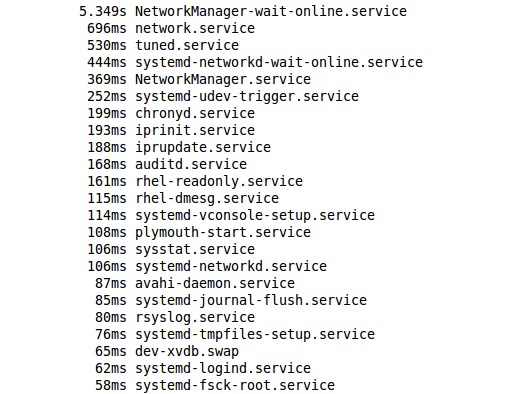 5.349s NetworkManager-wait-online.service
696ms network.service
530ms tuned.service
444ms systemd-networkd-wait-online.service
369ms NetworkManager.service
252ms systemd-udev-trigger.service
199ms chronyd.service
193ms iprinit.service
188ms iprupdate.service
168ms auditd.service
161ms rhel-readonly.service
115ms rhel-dmesg.service
114ms systemd-vconsole-setup.service
108ms plymouth-start.service
106ms sysstat.service
106ms systemd-networkd.service
87ms avahi-daemon.service
85ms systemd-journal-flush.service
80ms rsyslog.service
76ms systemd-tmpfiles-setup.service
65ms dev-xvdb.swap
62ms systemd-logind.service
58ms systemd-fsck-root.service